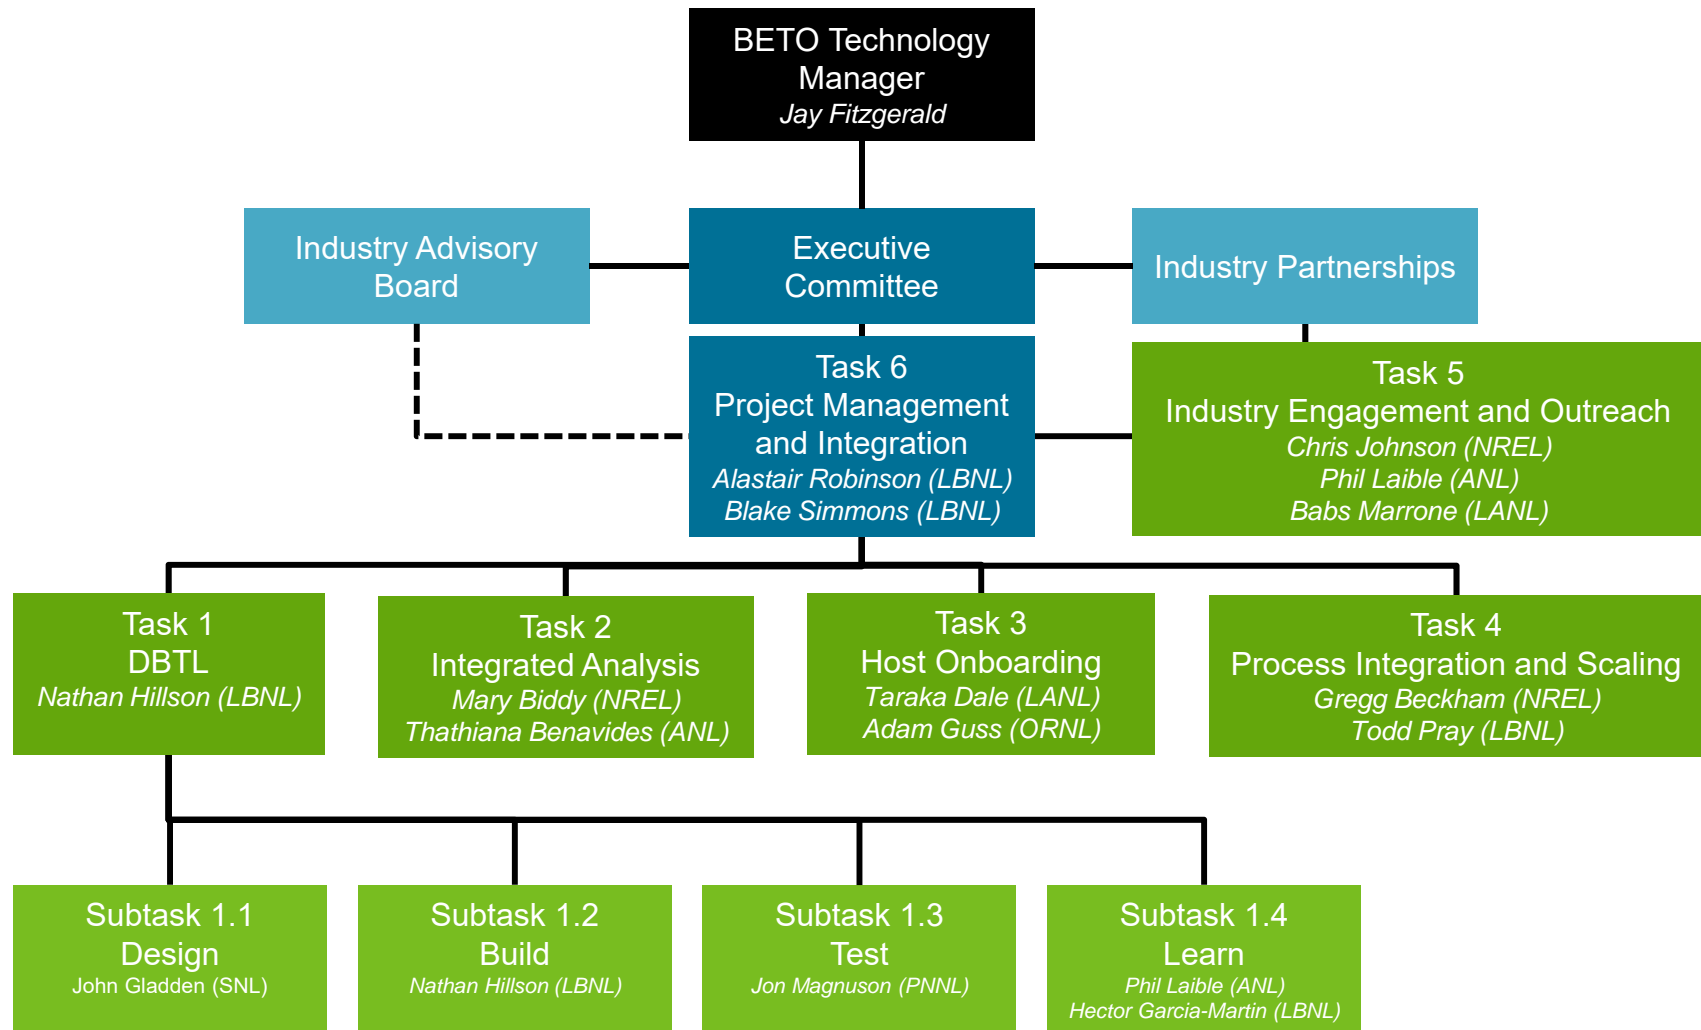 BETO Technology
Manager
Jay Fitzgerald
Industry Advisory
Board
Executive
Committee
Industry Partnerships
Task 6
Project Management
and Integration
Alastair Robinson (LBNL)
Blake Simmons (LBNL)
Task 5
Industry Engagement and Outreach
Chris Johnson (NREL)
Phil Laible (ANL)
Babs Marrone (LANL)
Task 1
DBTL
Nathan Hillson (LBNL)
Task 2
Integrated Analysis
Mary Biddy (NREL)
Thathiana Benavides (ANL)
Task 3
Host Onboarding
Taraka Dale (LANL)
Adam Guss (ORNL)
Task 4
Process Integration and Scaling
Gregg Beckham (NREL)
Todd Pray (LBNL)
Subtask 1.1
Design
John Gladden (SNL)
Subtask 1.2
Build
Nathan Hillson (LBNL)
Subtask 1.3
Test
Jon Magnuson (PNNL)
Subtask 1.4
Learn
Phil Laible (ANL)
Hector Garcia-Martin (LBNL)